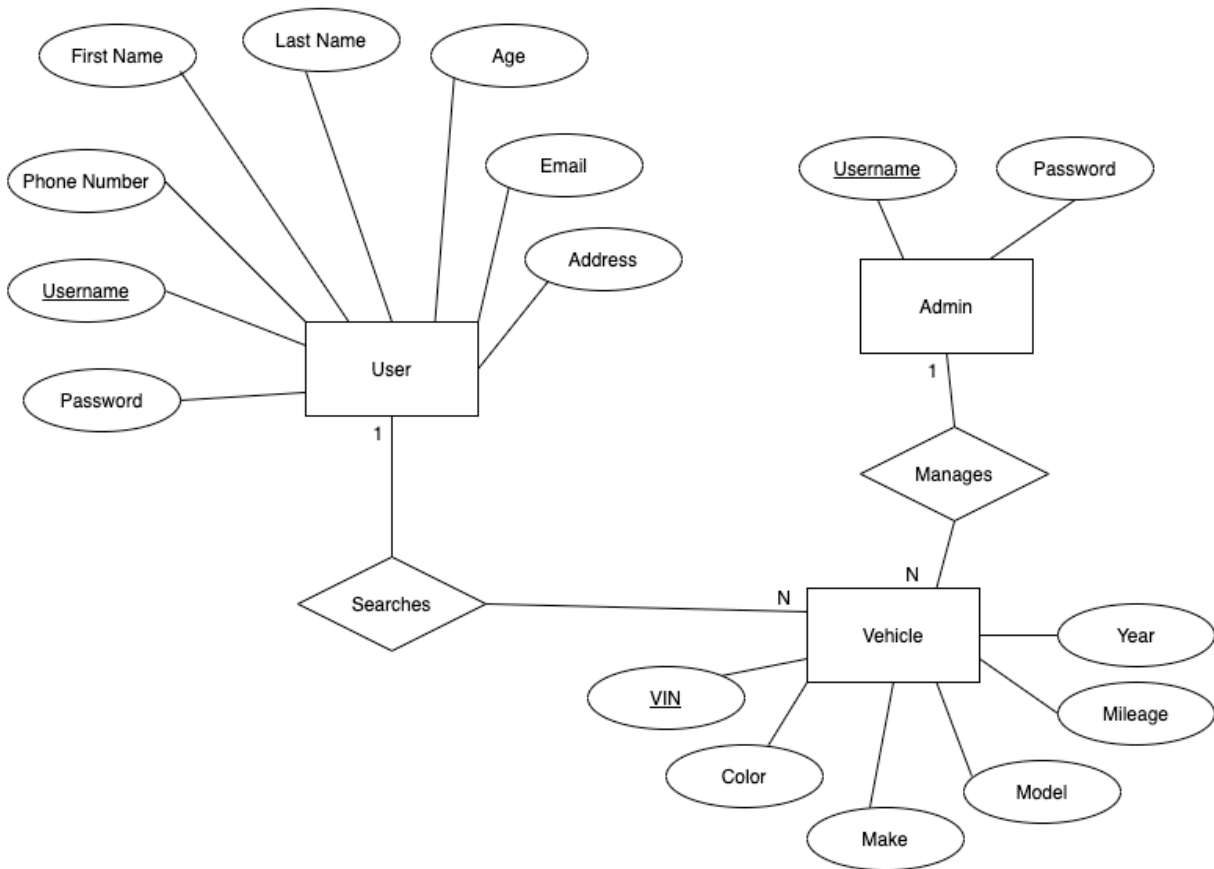 First Name
Last Name
Age
Phone Number
Email
Username
Password
Username
Address
Admin
User
1
Password
1
Manages
N
Searches
N
Vehicle
Year
VIN
Mileage
Color
Model
Make